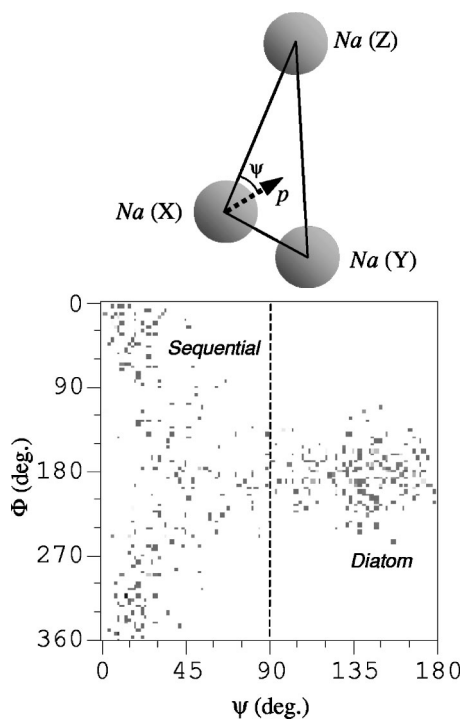 Na (Z)
ψ
p
Na (X)
Na (Y)
0
90
180
270
360
Φ (deg.)
Sequential
Diatom
0 45 90 135 180
ψ (deg.)